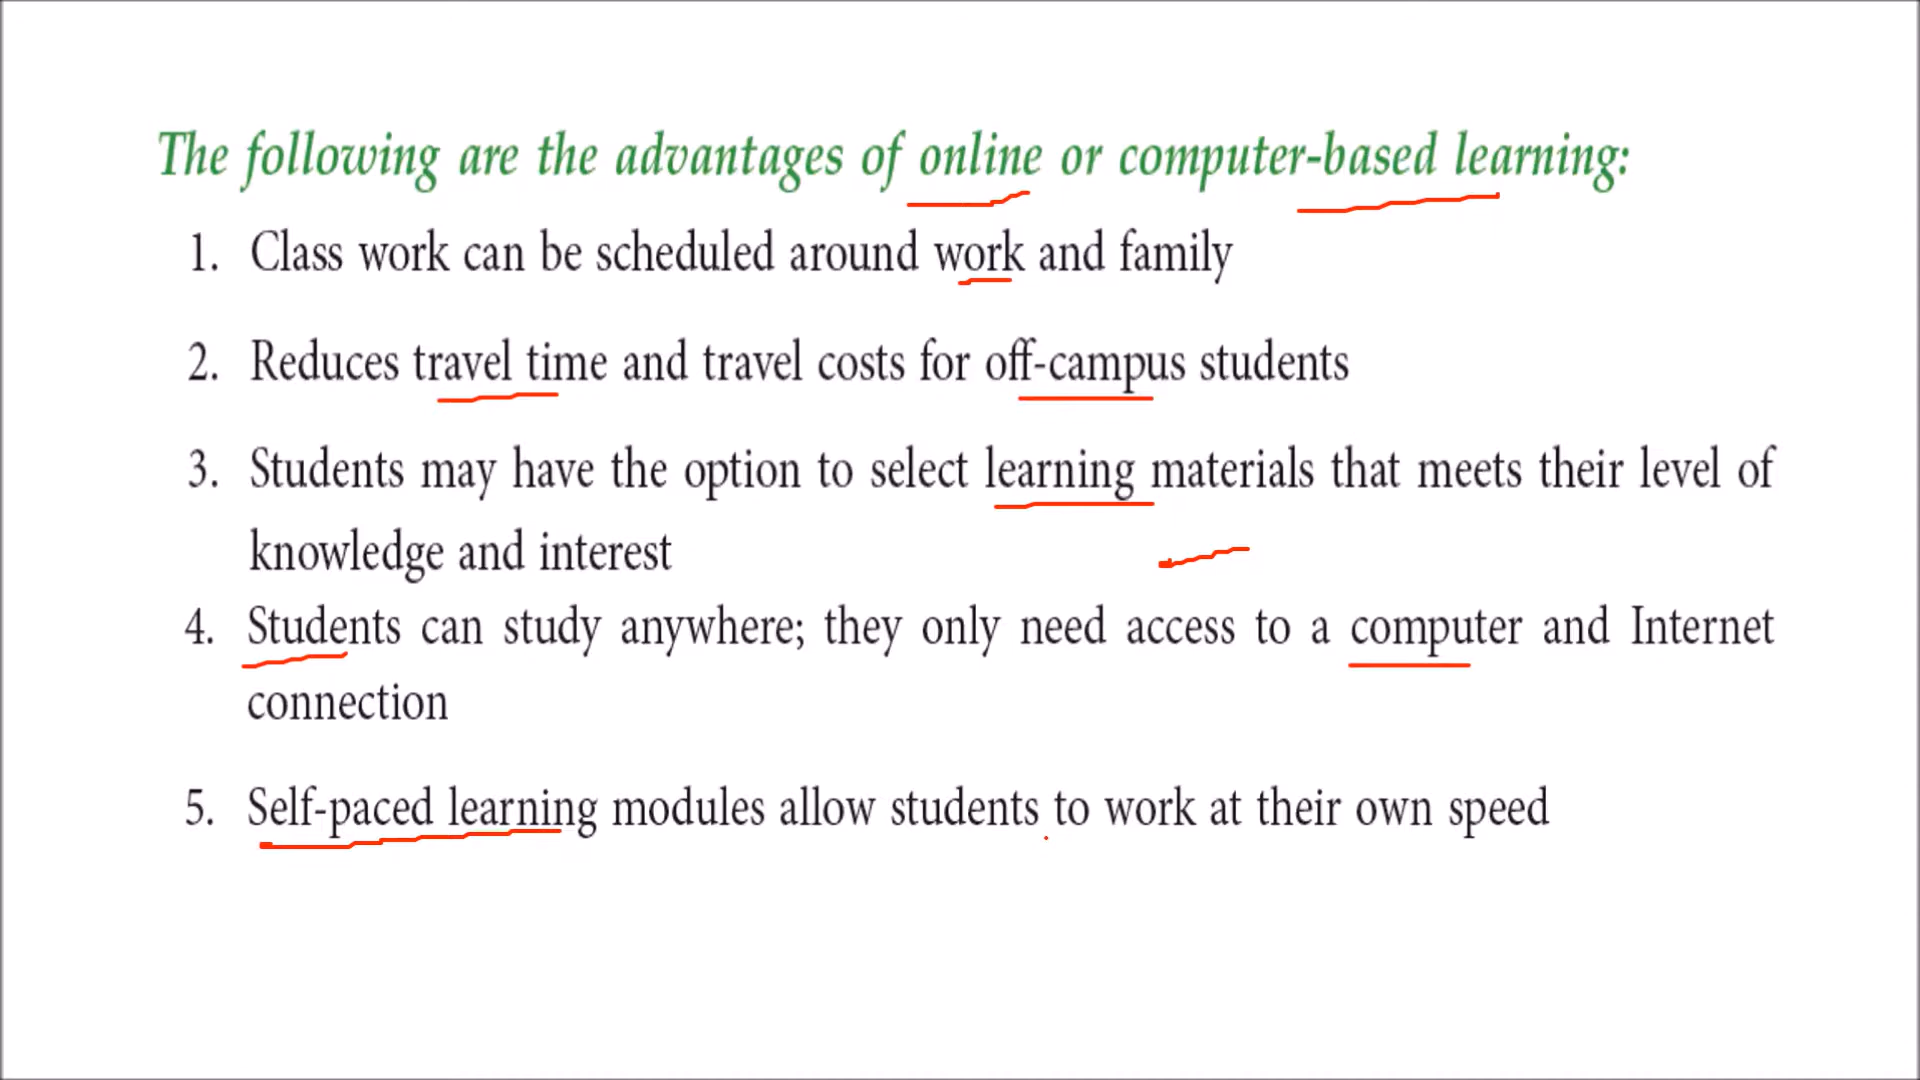 The following are the advantages of online or computer-based learning:
1. Class work can be scheduled around work and family
2. Reduces travel time and travel costs for off-campus students
3. Students may have the option to select learning materials that meets their level of
knowledge and interest
4. Students can study anywhere; they only need access to a computer and Internet
connection
5. Self-paced learning modules allow students to work at their own speed